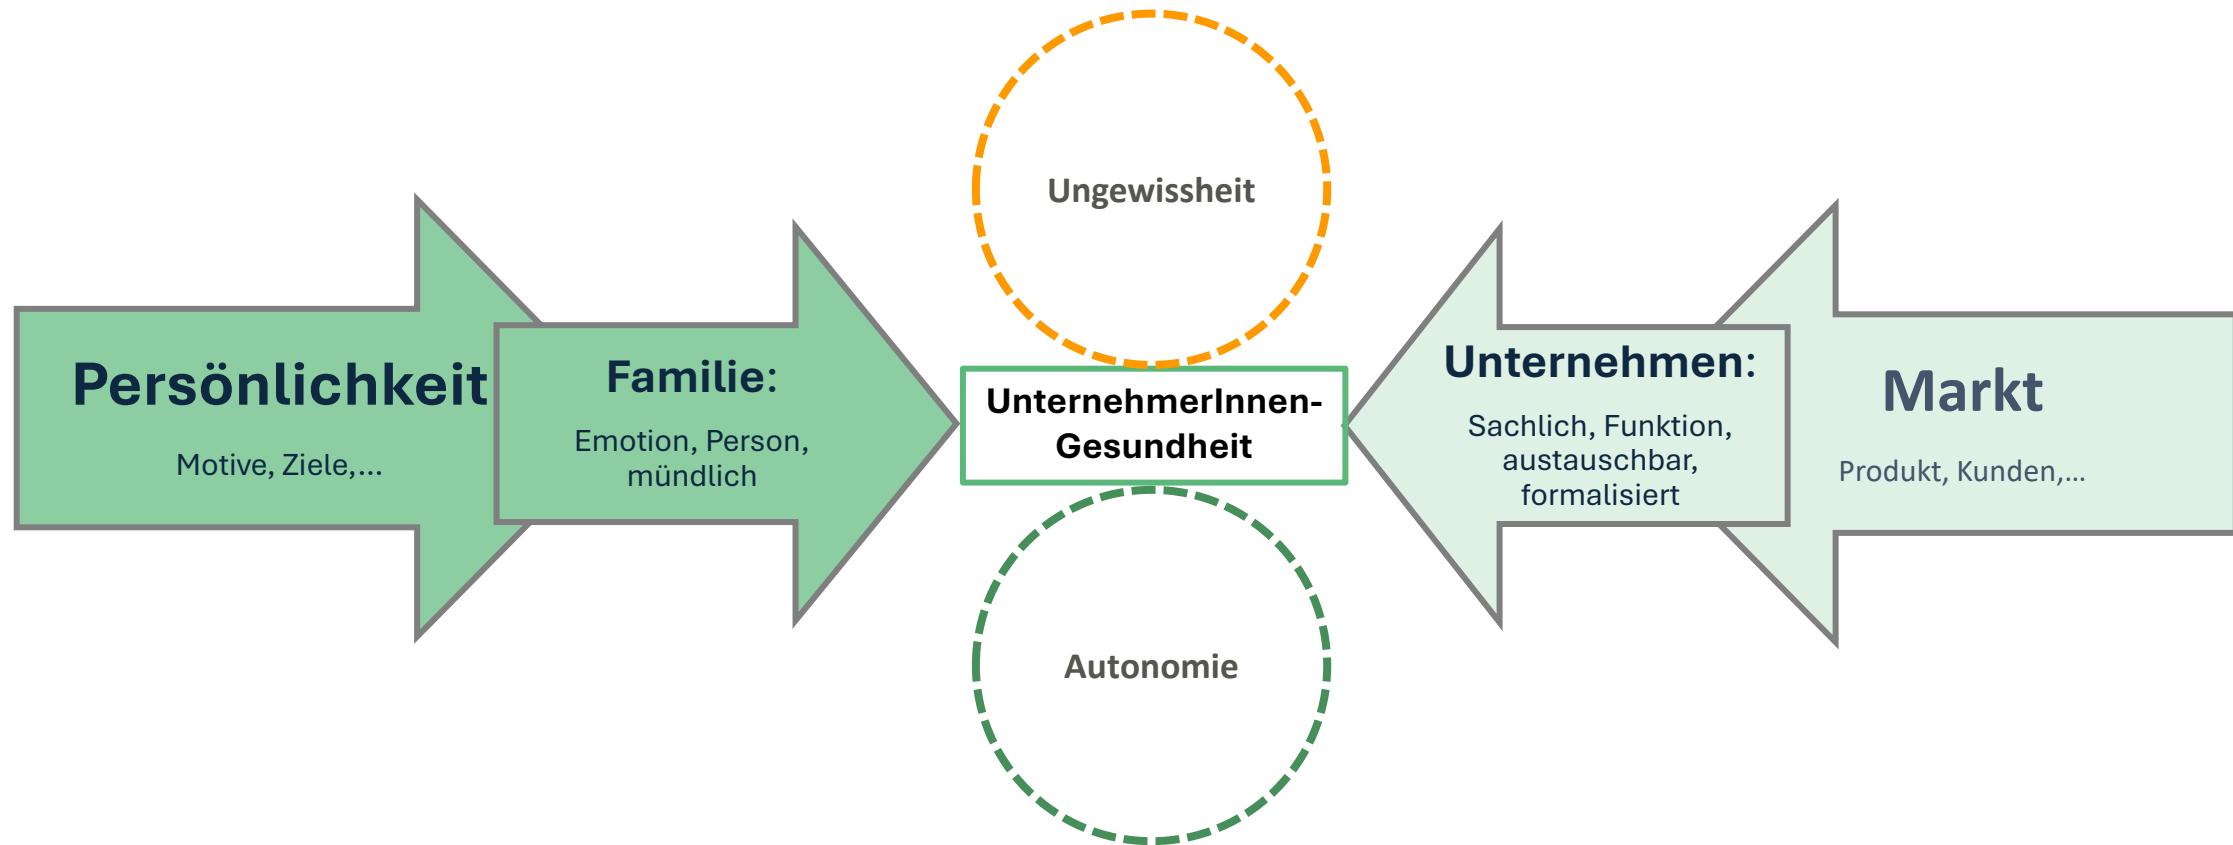 Ungewissheit
Persönlichkeit
Motive, Ziele,...
Familie:
Emotion, Person,
mündlich
UnternehmerInnen-
Gesundheit
Unternehmen:
Sachlich, Funktion,
austauschbar,
formalisiert
Markt
Produkt, Kunden,...
Autonomie